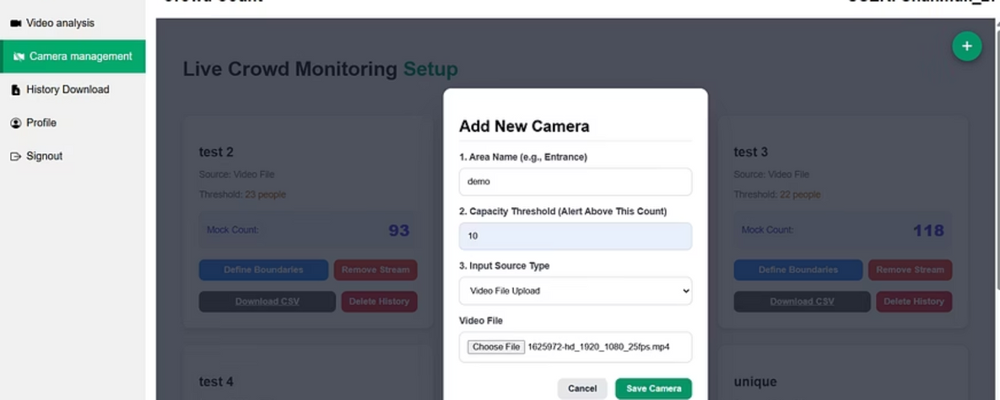 Video analysis
Camera management
History Download
Profile
Signout
+
Live Crowd Monitoring Setup
test 2
Source: Video File
Threshold: 23 people
Mock Count: 93
Define Boundaries Remove Stream
Download CSV Delete History
test 4
Add New Camera
1. Area Name (e.g., Entrance)
demo
2. Capacity Threshold (Alert Above This Count)
10
3. Input Source Type
Video File Upload
Video File
Choose File 1625972-hd_1920_1080_25fps.mp4
Cancel Save Camera
test 3
Source: Video File
Threshold: 22 people
Mock Count: 118
Define Boundaries Remove Stream
Download CSV Delete History
unique